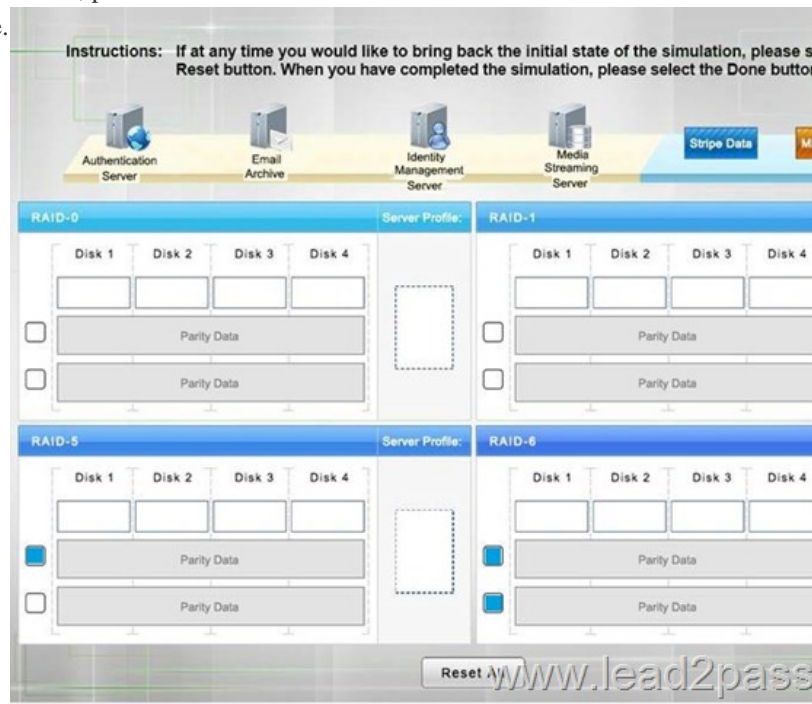 e.
Instructions: If at any time you would like to bring back the initial state of the simulation, please s
Reset button. When you have completed the simulation, please select the Done button
Authentication
Server
Email
Archive
Identity
Management
Server
Media
Streaming
Server
Stripe Data
M
RAID-0 Server Profile: RAID-1
Disk 1 Disk 2 Disk 3 Disk 4 Disk 1 Disk 2 Disk 3 Disk 4
Parity Data Parity Data
Parity Data Parity Data
RAID-5 Server Profile: RAID-6
Disk 1 Disk 2 Disk 3 Disk 4 Disk 1 Disk 2 Disk 3 Disk 4
Parity Data Parity Data
Parity Data Parity Data
Reset All
www.lead2pass